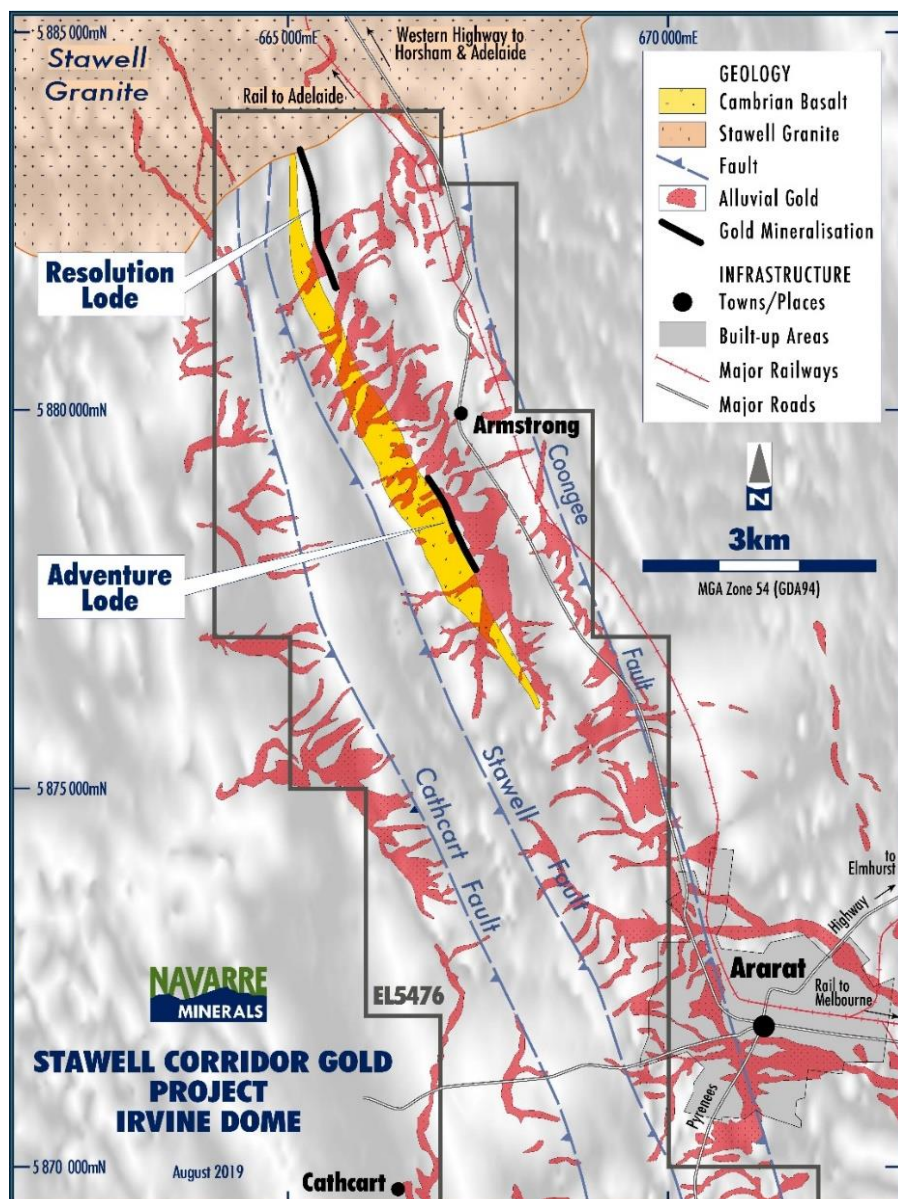 5 885 000mN
665 000mE
Western Highway to
Horsham & Adelaide
670 000mE
Stawell
Granite
Rail to Adelaide
GEOLOGY
Cambrian Basalt
Stawell Granite
Fault
Alluvial Gold
Gold Mineralisation
INFRASTRUCTURE
Towns/Places
Built-up Areas
Major Railways
Major Roads
Resolution
Lode
5 880 000mN
Armstrong
Coongee
Fault
N
3km
MGA Zone 54 (GDA94)
Adventure
Lode
5 875 000mN
Cathcart
Fault
Stawell
Fault
to
Elmhurst
Highway
Ararat
Rail to
Melbourne
Pyrenees
EL5476
NAVARRE
MINERALS
STAWELL CORRIDOR GOLD
PROJECT
IRVINE DOME
August 2019
5 870 000mN
Cathcart